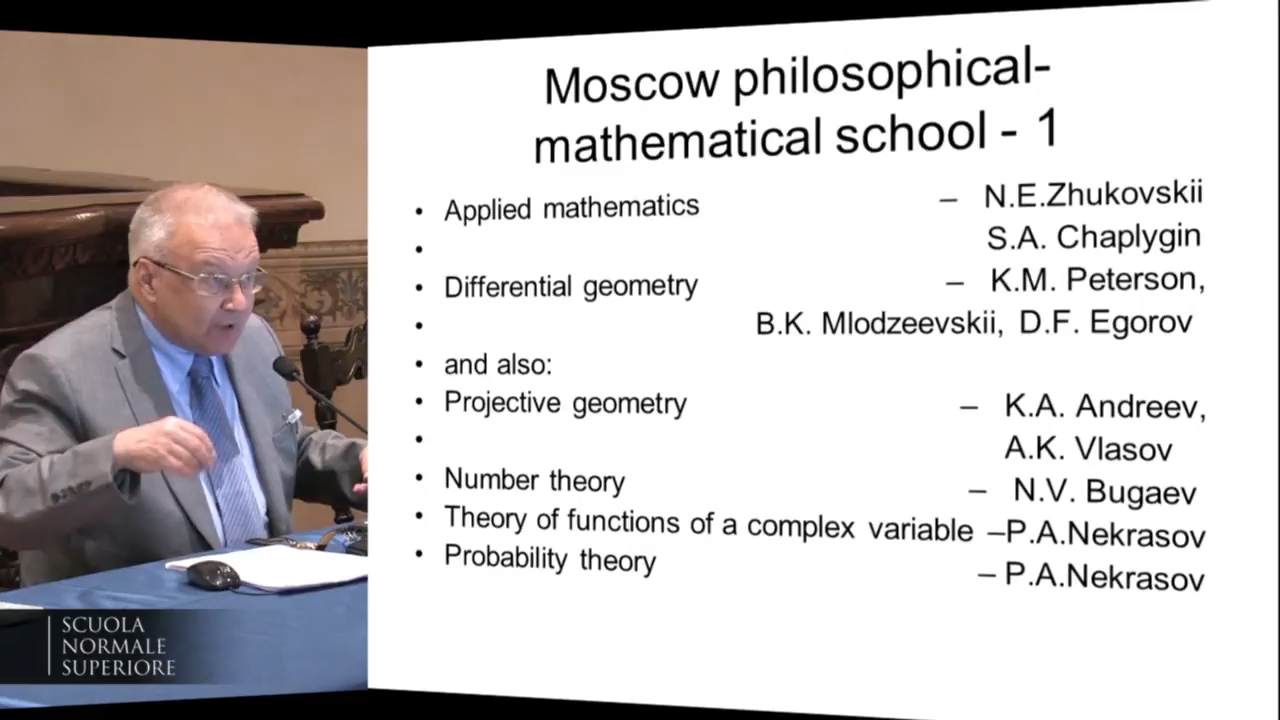 Moscow philosophical-
mathematical school - 1
• Applied mathematics – N.E.Zhukovskii
• S.A. Chaplygin
• Differential geometry – K.M. Peterson,
• B.K. Mlodzeevskii, D.F. Egorov
• and also:
• Projective geometry – K.A. Andreev,
• A.K. Vlasov
• Number theory – N.V. Bugaev
• Theory of functions of a complex variable –P.A.Nekrasov
• Probability theory – P.A.Nekrasov
SCUOLA
NORMALE
SUPERIORE